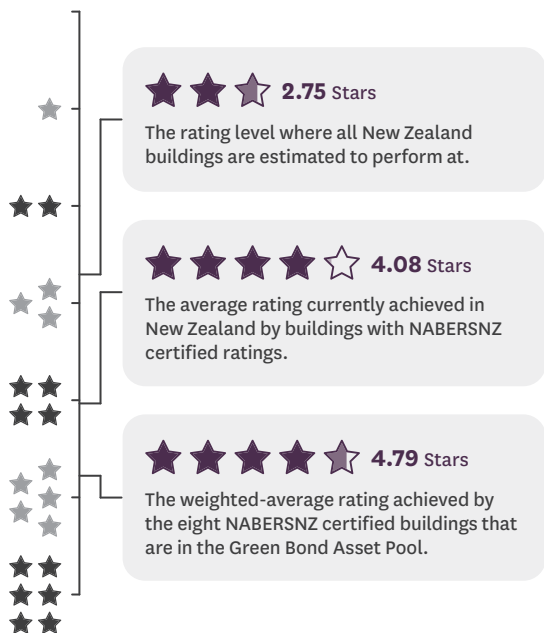 2.75 Stars
The rating level where all New Zealand
buildings are estimated to perform at.
4.08 Stars
The average rating currently achieved in
New Zealand by buildings with NABERSNZ
certified ratings.
4.79 Stars
The weighted-average rating achieved by
the eight NABERSNZ certified buildings that
are in the Green Bond Asset Pool.